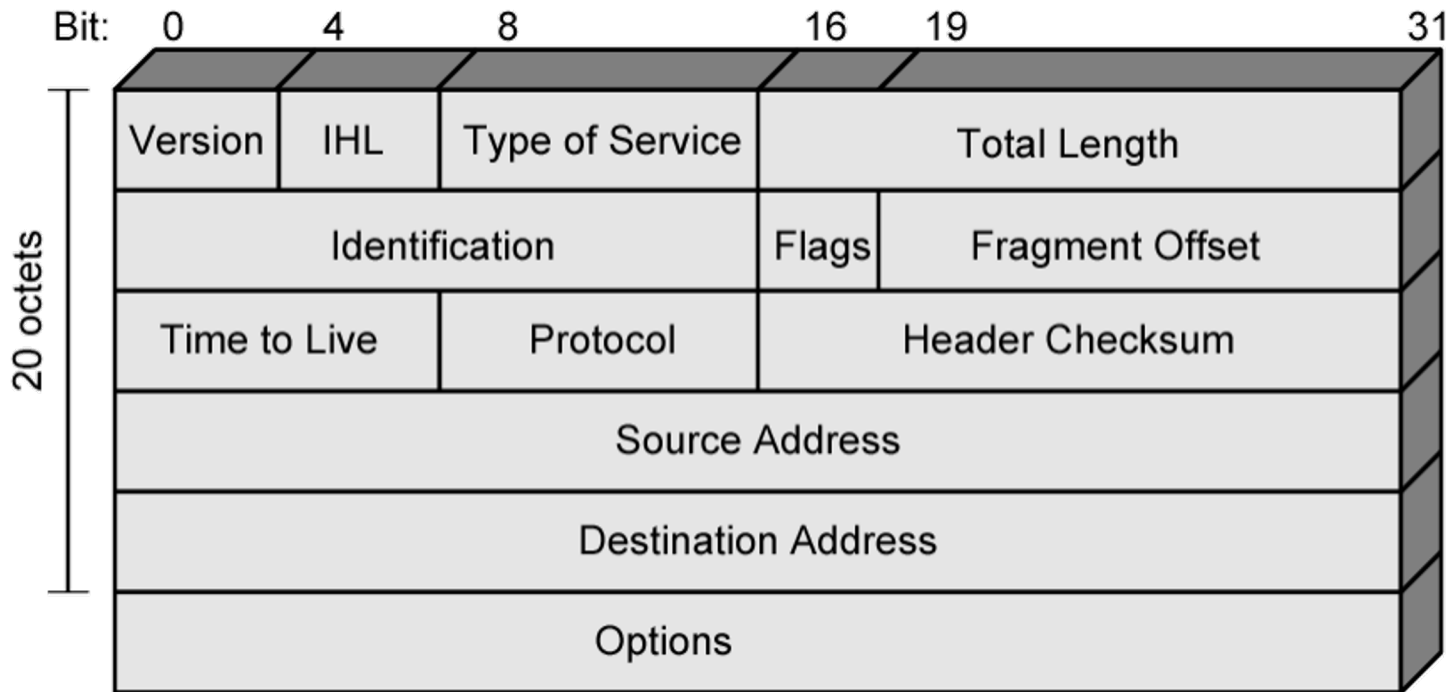 Bit: 0 4 8 16 19 31
Version IHL Type of Service Total Length
Identification Flags Fragment Offset
Time to Live Protocol Header Checksum
Source Address
Destination Address
Options
20 octets